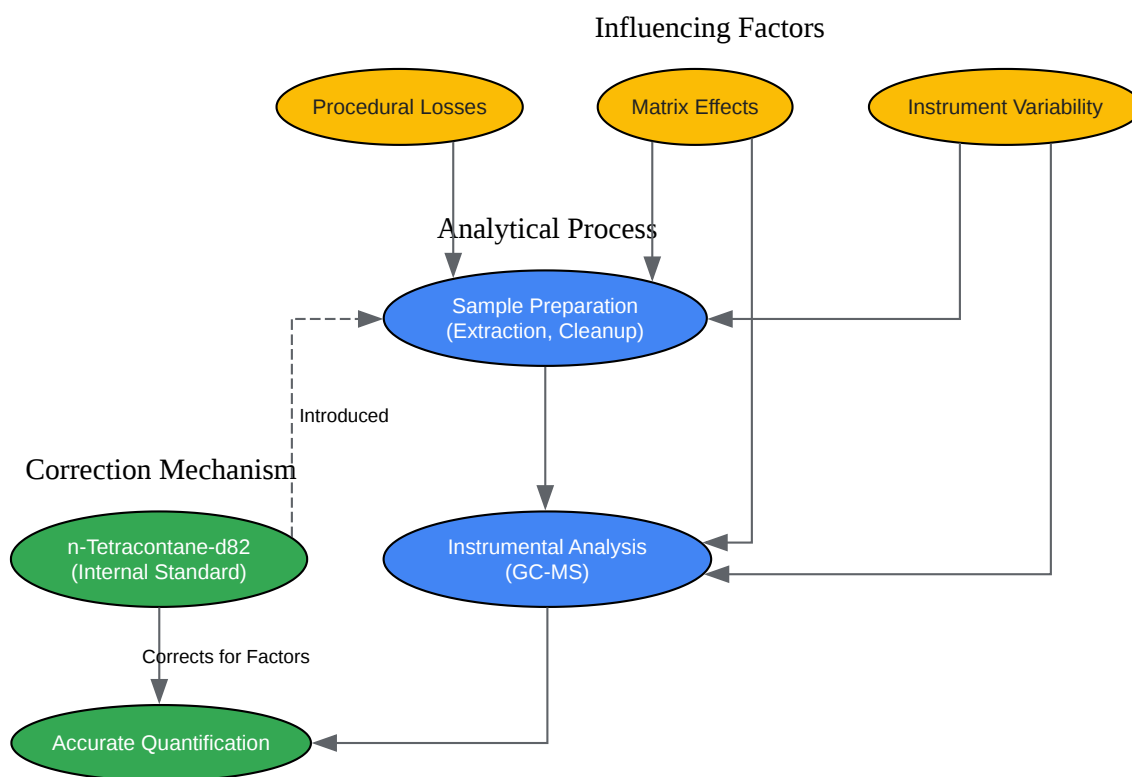 Influencing Factors
Procedural Losses
Matrix Effects
Instrument Variability
Analytical Process
Sample Preparation
(Extraction, Cleanup)
Introduced
Correction Mechanism
n-Tetracontane-d82
(Internal Standard)
Instrumental Analysis
(GC-MS)
Corrects for Factors
Accurate Quantification